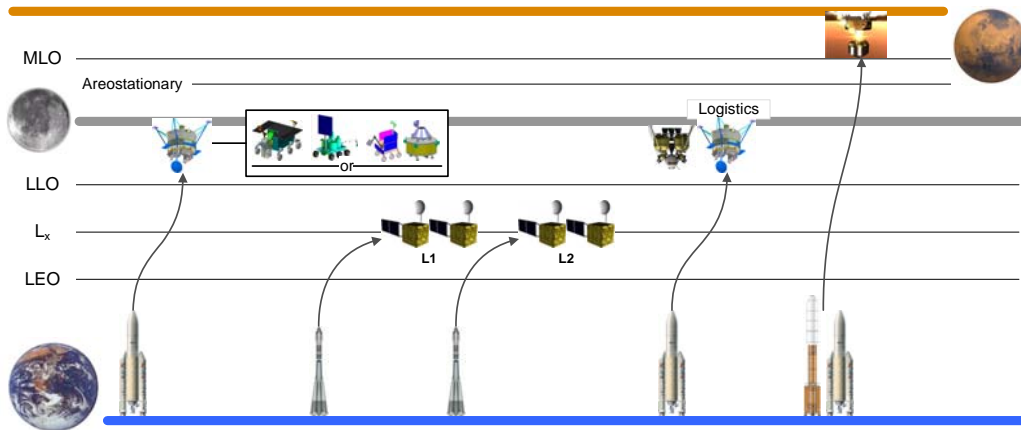 MLO
Areostationary
Logistics
or
LLO
Lx
L1
L2
LEO